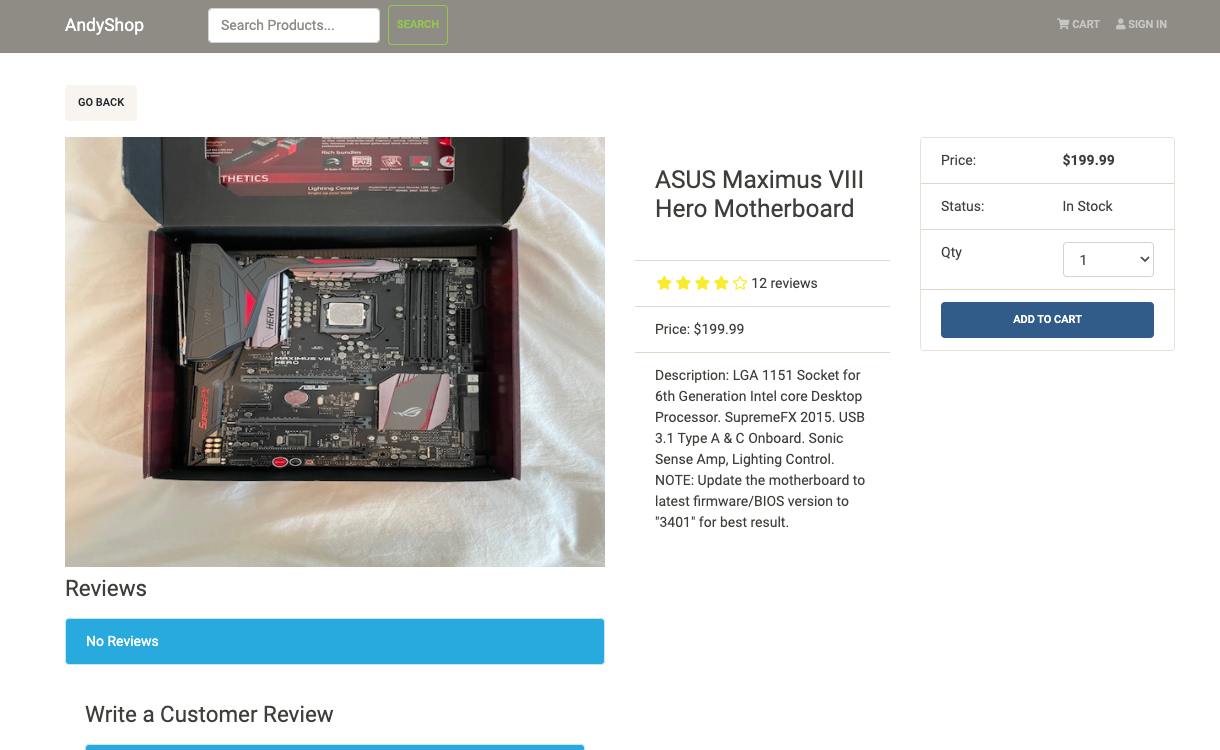 AndyShop
Search Products...
SEARCH
CART
SIGN IN
GO BACK
Rich bundles
THETICS
Lighting Control
HERO
MAXIMUS VIII
HERO
ASUS
SUPREMEFX
ASUS Maximus VIII
Hero Motherboard
12 reviews
Price: $199.99
Description: LGA 1151 Socket for
6th Generation Intel core Desktop
Processor. SupremeFX 2015. USB
3.1 Type A & C Onboard. Sonic
Sense Amp, Lighting Control.
NOTE: Update the motherboard to
latest firmware/BIOS version to
"3401" for best result.
Price: $199.99
Status: In Stock
Qty 1
ADD TO CART
Reviews
No Reviews
Write a Customer Review